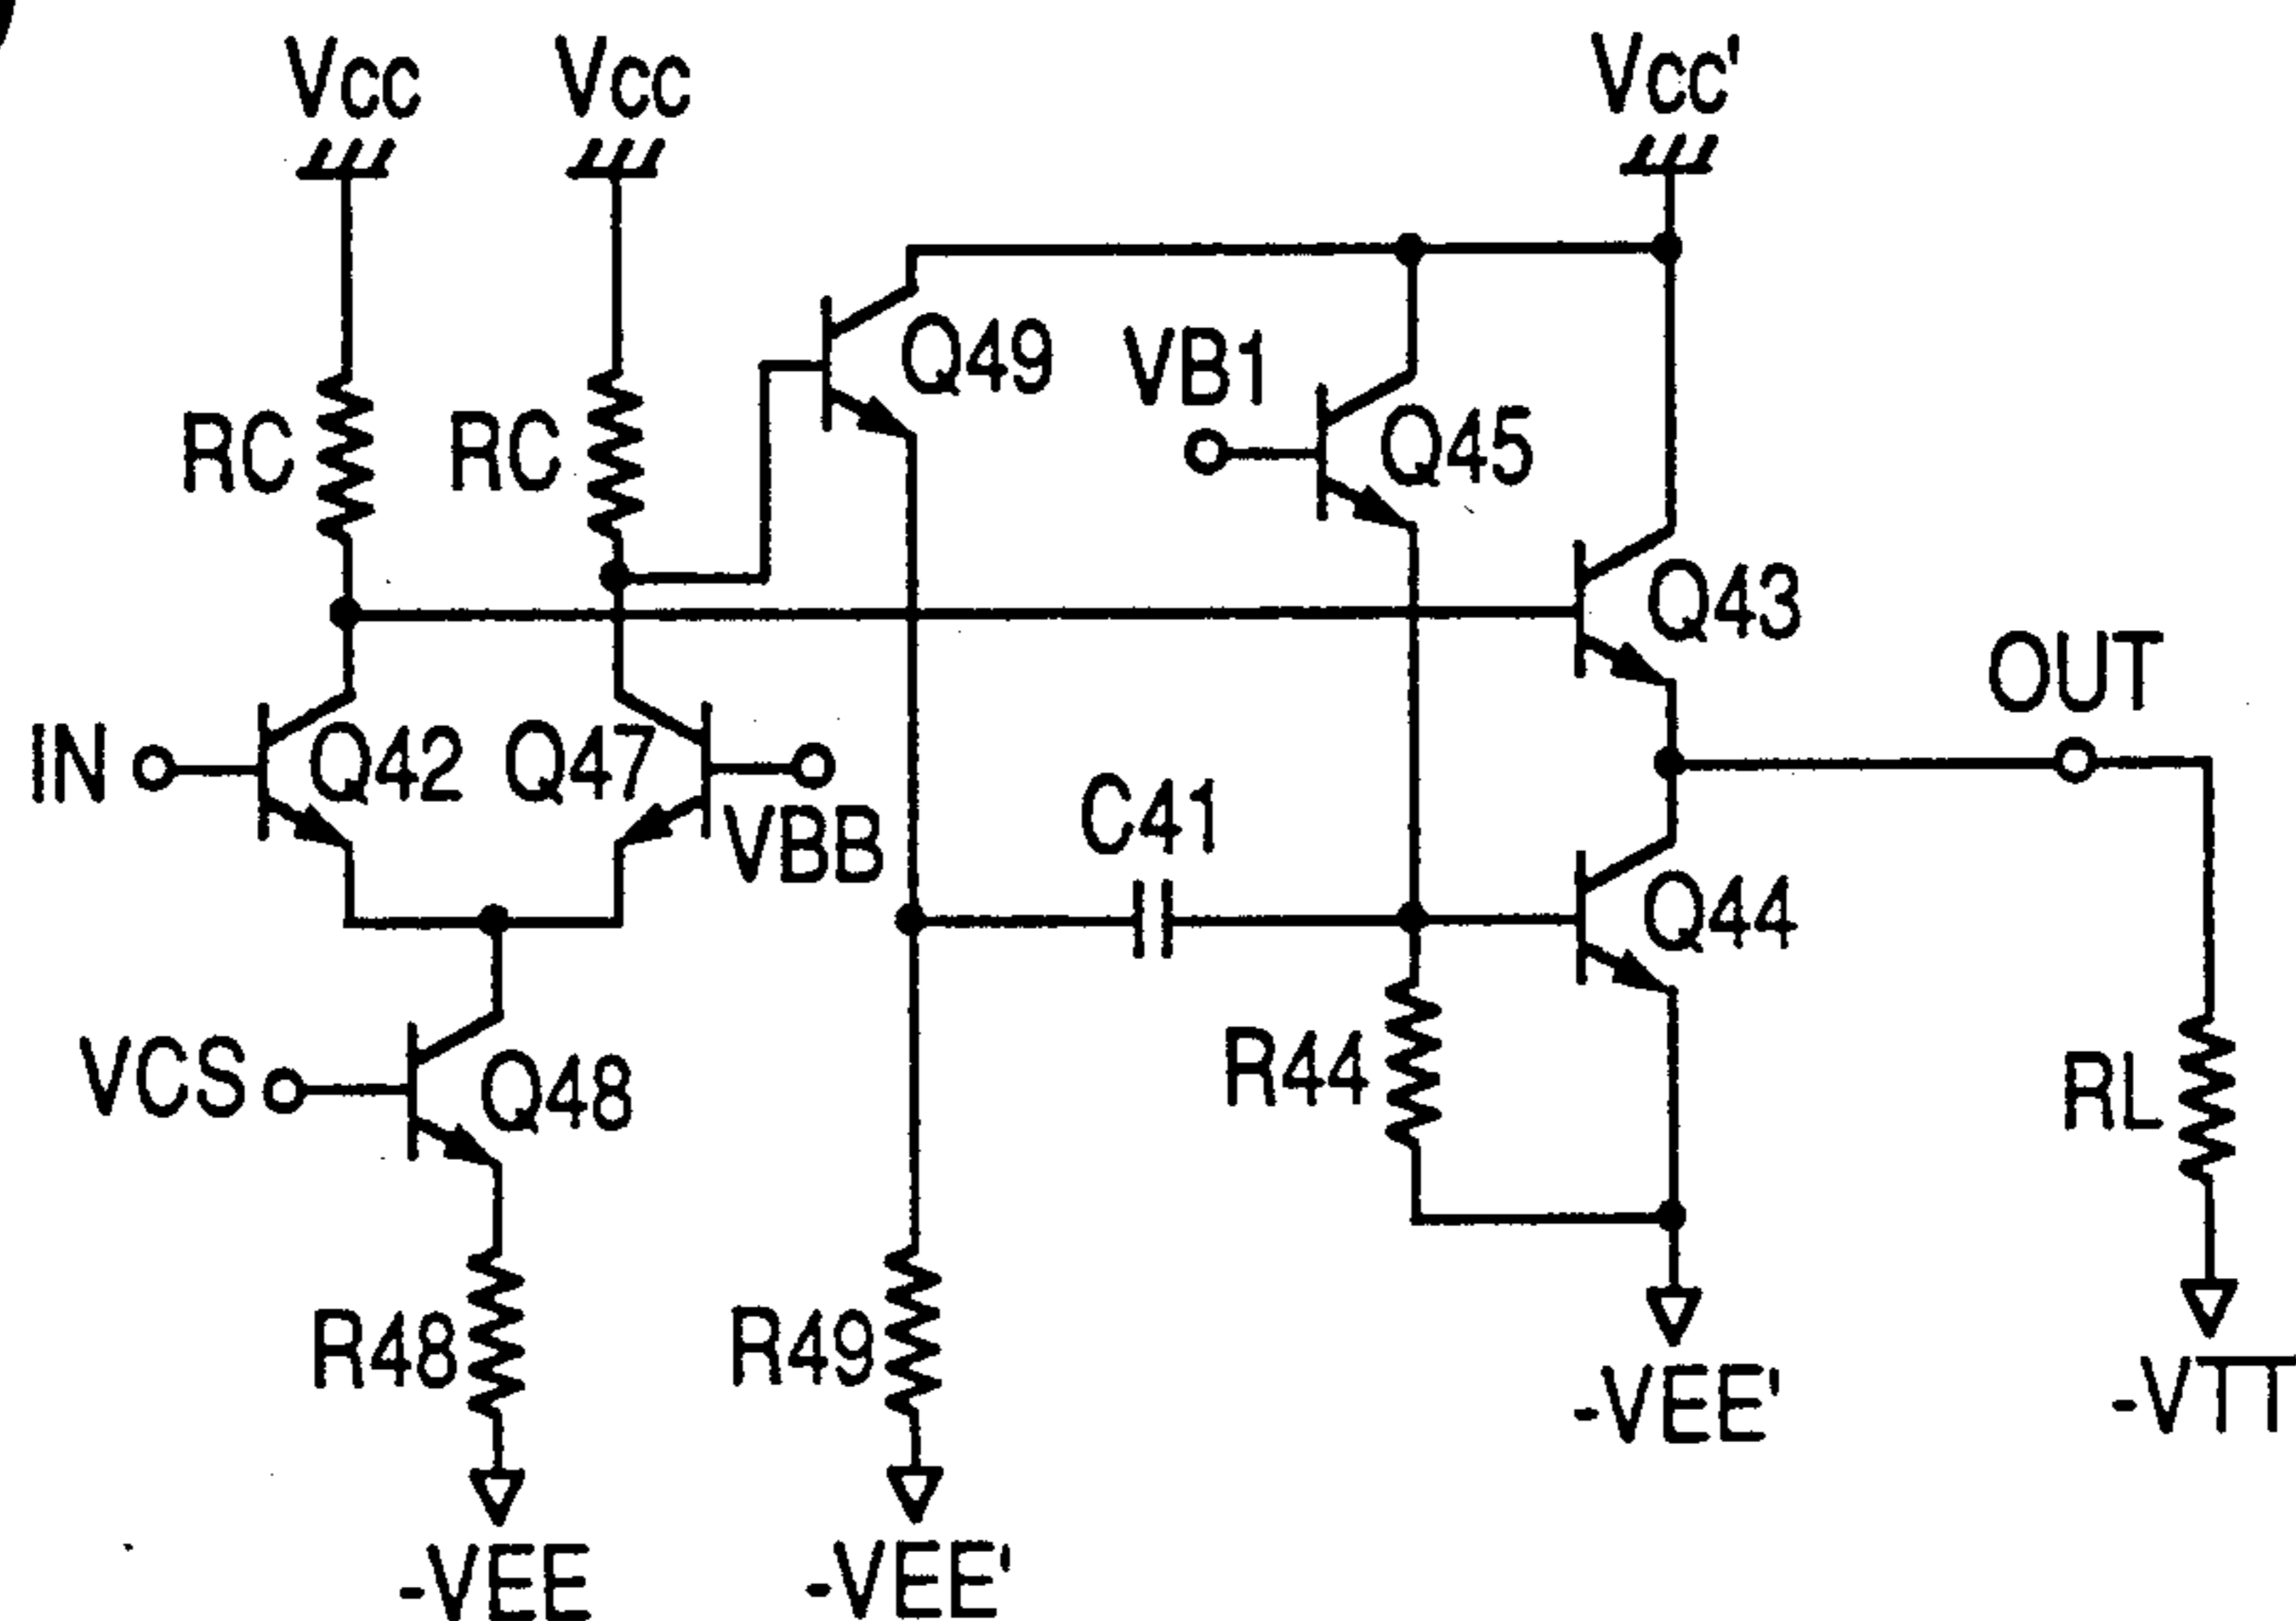 Vcc Vcc Vcc'
Q49
VB1
RC RC
Q45
Q43
OUT
IN
Q42 Q47
VBB
C41
Q44
VCS
Q48
R44
RL
R48
R49
-VEE'
-VTT
-VEE
-VEE'